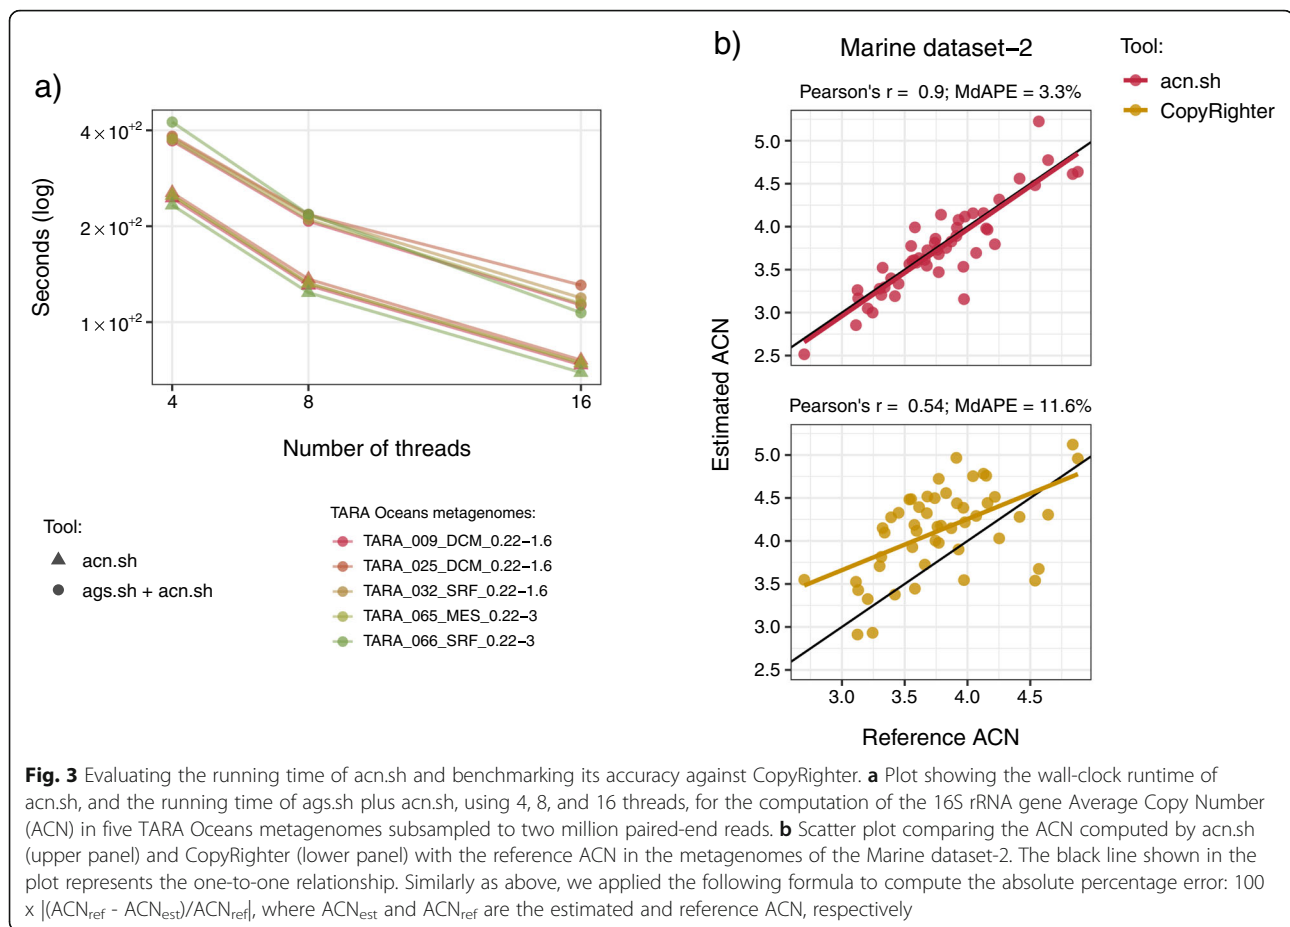 a)
Seconds (log)
4 × 10⁺²
2 × 10⁺²
1 × 10⁺²
4
8
16
Number of threads
Tool:
acn.sh
ags.sh + acn.sh
TARA Oceans metagenomes:
TARA_009_DCM_0.22−1.6
TARA_025_DCM_0.22−1.6
TARA_032_SRF_0.22−1.6
TARA_065_MES_0.22−3
TARA_066_SRF_0.22−3
b)
Marine dataset−2
Pearson's r = 0.9; MdAPE = 3.3%
5.0
4.5
4.0
3.5
3.0
2.5
Pearson's r = 0.54; MdAPE = 11.6%
5.0
4.5
4.0
3.5
3.0
2.5
Estimated ACN
3.0
3.5
4.0
4.5
Reference ACN
Tool:
acn.sh
CopyRighter
Fig. 3 Evaluating the running time of acn.sh and benchmarking its accuracy against CopyRighter. a Plot showing the wall-clock runtime of
acn.sh, and the running time of ags.sh plus acn.sh, using 4, 8, and 16 threads, for the computation of the 16S rRNA gene Average Copy Number
(ACN) in five TARA Oceans metagenomes subsampled to two million paired-end reads. b Scatter plot comparing the ACN computed by acn.sh
(upper panel) and CopyRighter (lower panel) with the reference ACN in the metagenomes of the Marine dataset-2. The black line shown in the
plot represents the one-to-one relationship. Similarly as above, we applied the following formula to compute the absolute percentage error: 100
x |(ACNref - ACNest)/ACNref|, where ACNest and ACNref are the estimated and reference ACN, respectively